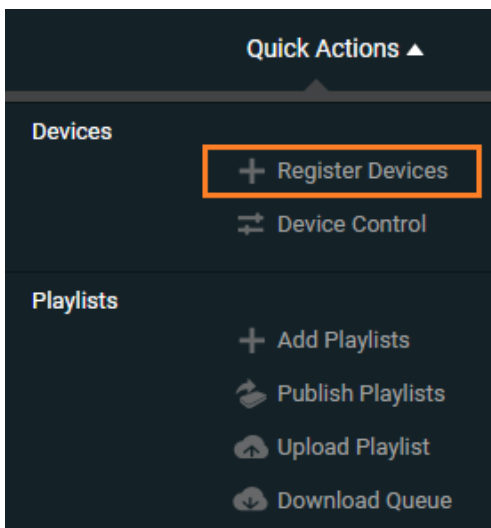 Quick Actions ▲
Devices
Register Devices
Device Control
Playlists
Add Playlists
Publish Playlists
Upload Playlist
Download Queue